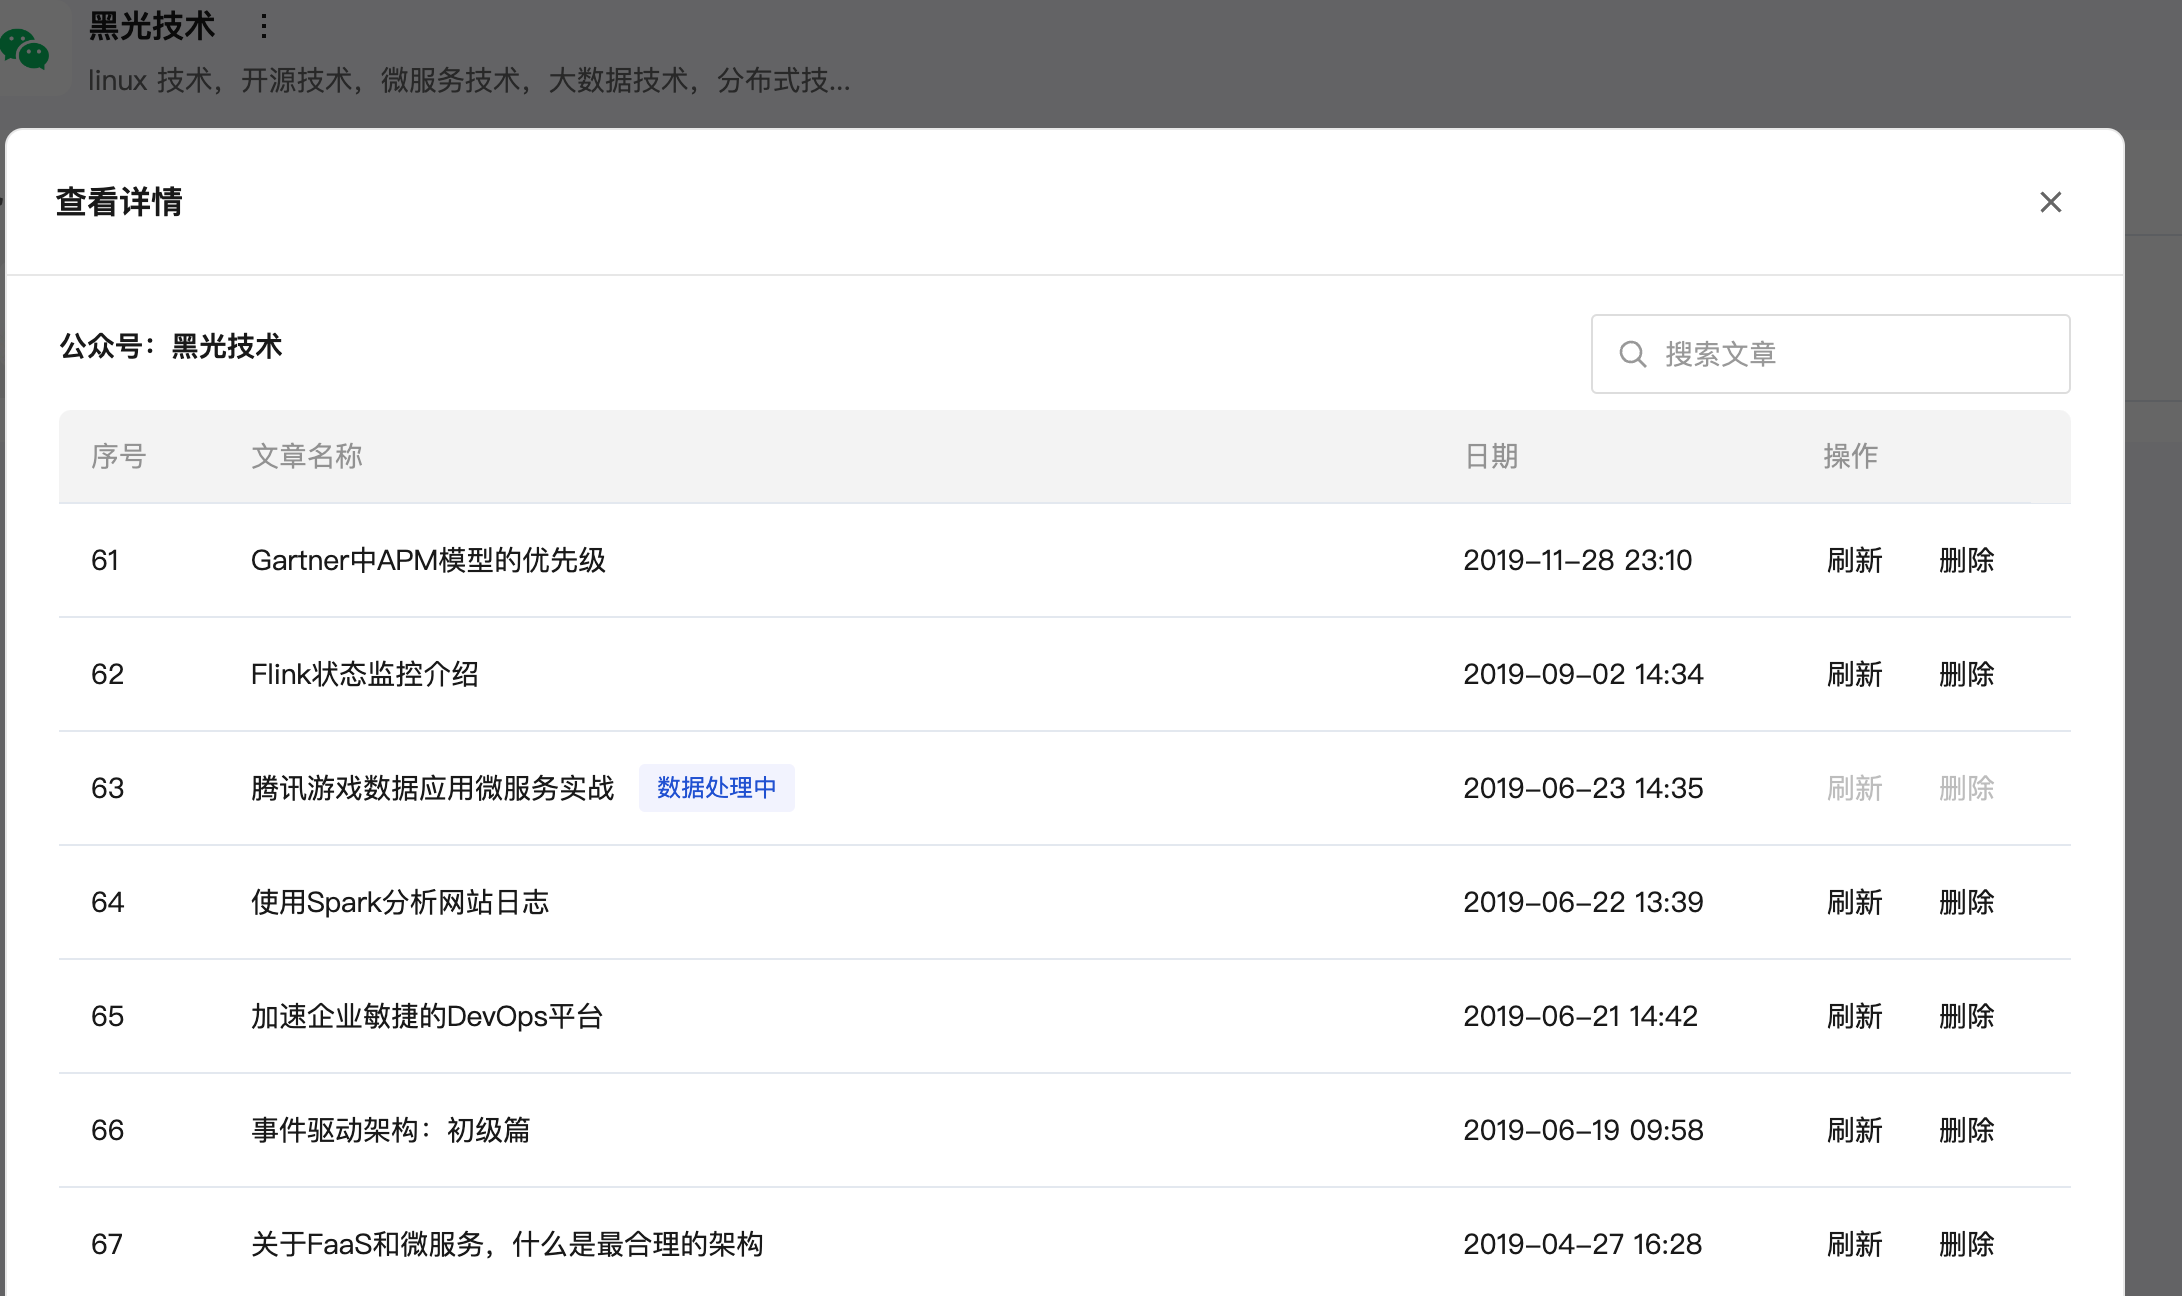 黑光技术
linux 技术，开源技术，微服务技术，大数据技术，分布式技...
查看详情
公众号：黑光技术
搜索文章
序号 文章名称 日期 操作
61 Gartner中APM模型的优先级 2019-11-28 23:10 刷新 删除
62 Flink状态监控介绍 2019-09-02 14:34 刷新 删除
63 腾讯游戏数据应用微服务实战 数据处理中 2019-06-23 14:35 刷新 删除
64 使用Spark分析网站日志 2019-06-22 13:39 刷新 删除
65 加速企业敏捷的DevOps平台 2019-06-21 14:42 刷新 删除
66 事件驱动架构：初级篇 2019-06-19 09:58 刷新 删除
67 关于FaaS和微服务，什么是最合理的架构 2019-04-27 16:28 刷新 删除